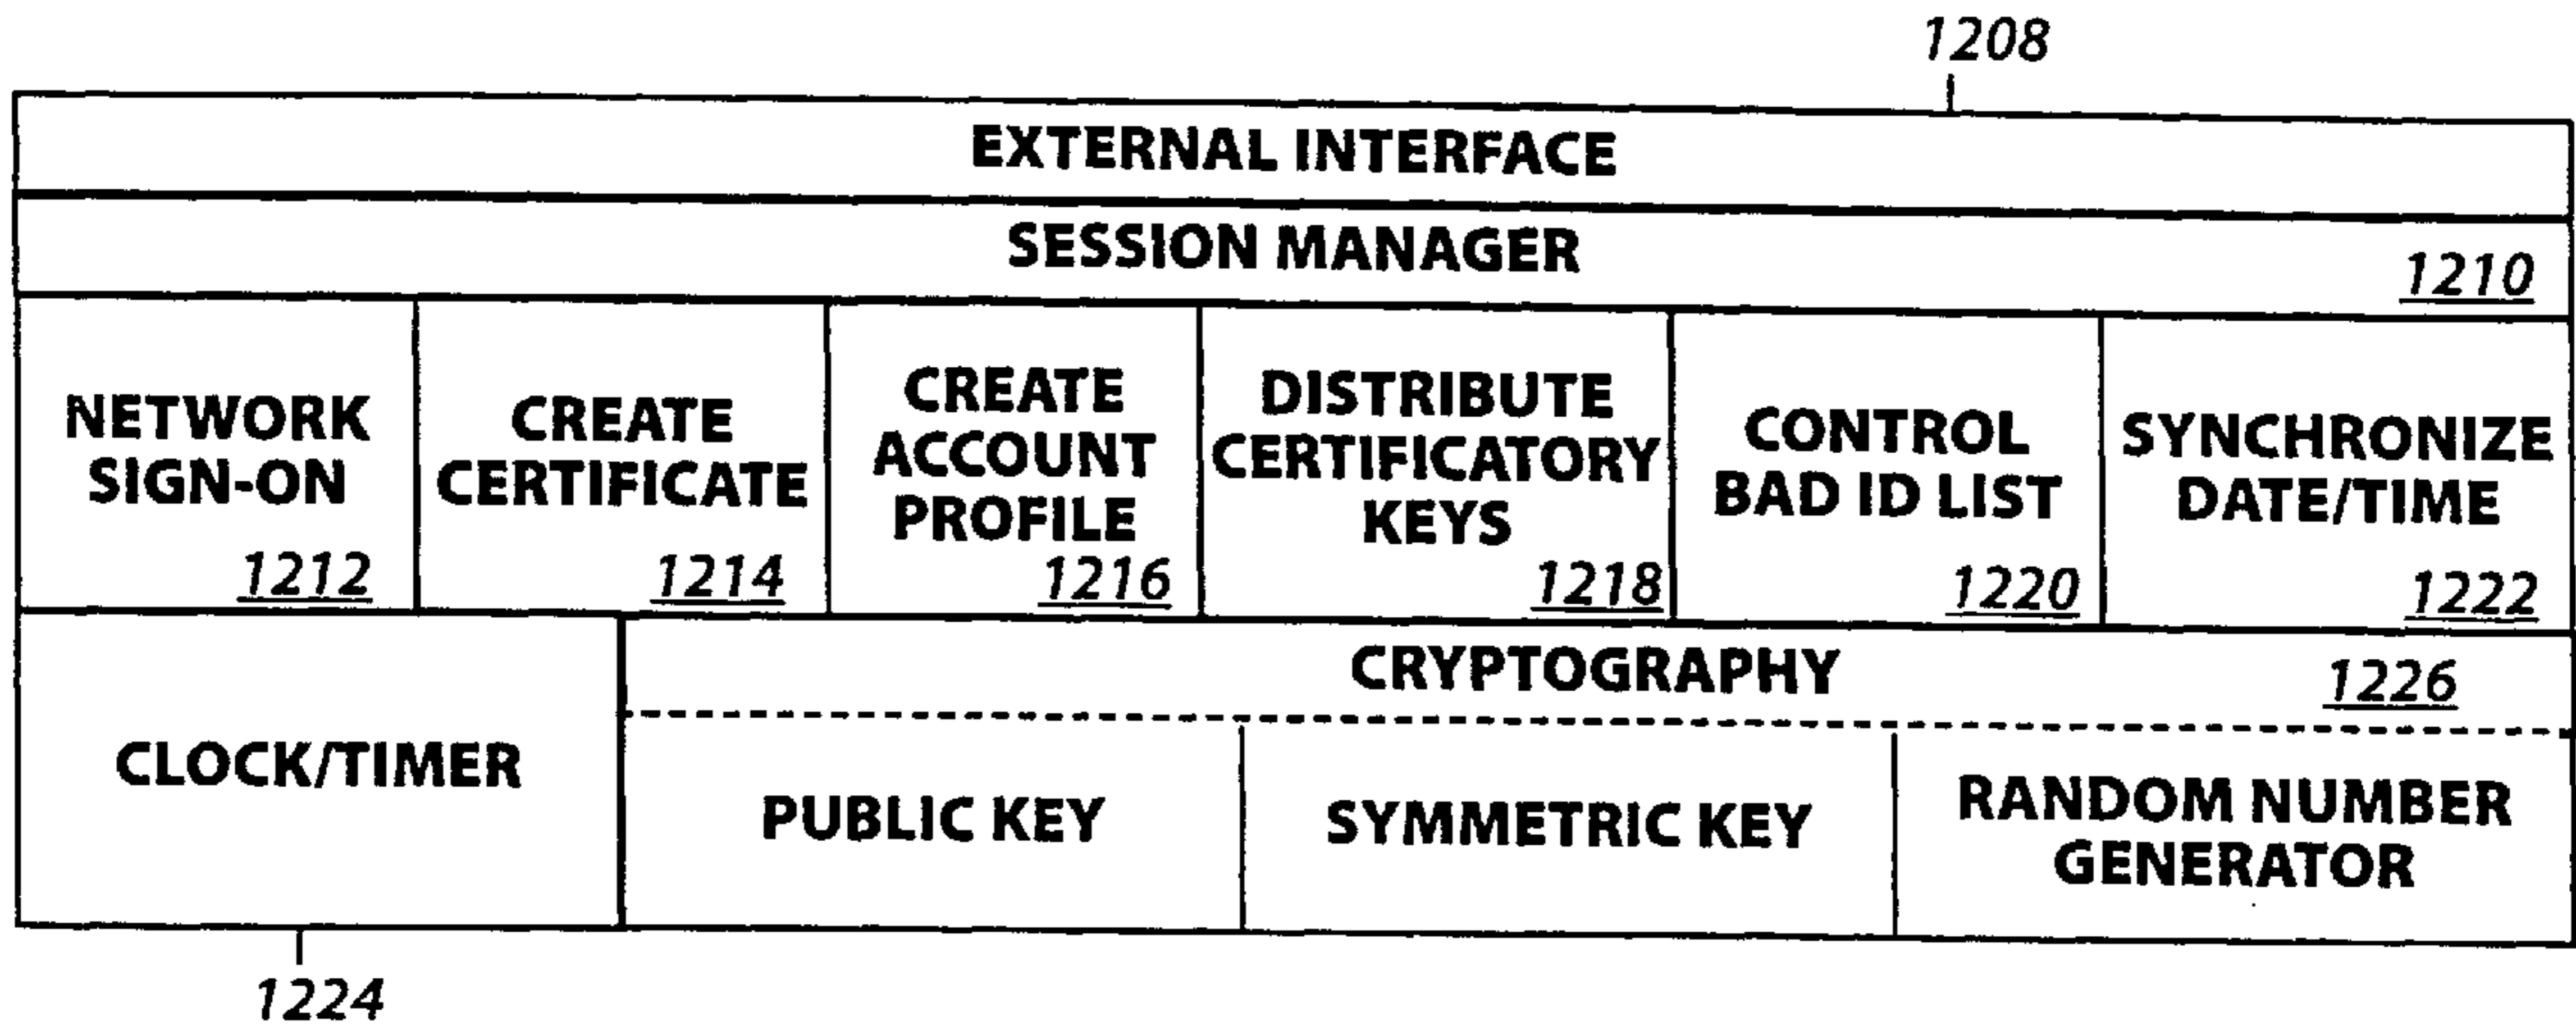 1208
EXTERNAL INTERFACE
SESSION MANAGER
1210
NETWORK
SIGN-ON
1212
CREATE
CERTIFICATE
1214
CREATE
ACCOUNT
PROFILE
1216
DISTRIBUTE
CERTIFICATORY
KEYS
1218
CONTROL
BAD ID LIST
1220
SYNCHRONIZE
DATE/TIME
1222
CLOCK/TIMER
1224
CRYPTOGRAPHY
1226
PUBLIC KEY
SYMMETRIC KEY
RANDOM NUMBER
GENERATOR